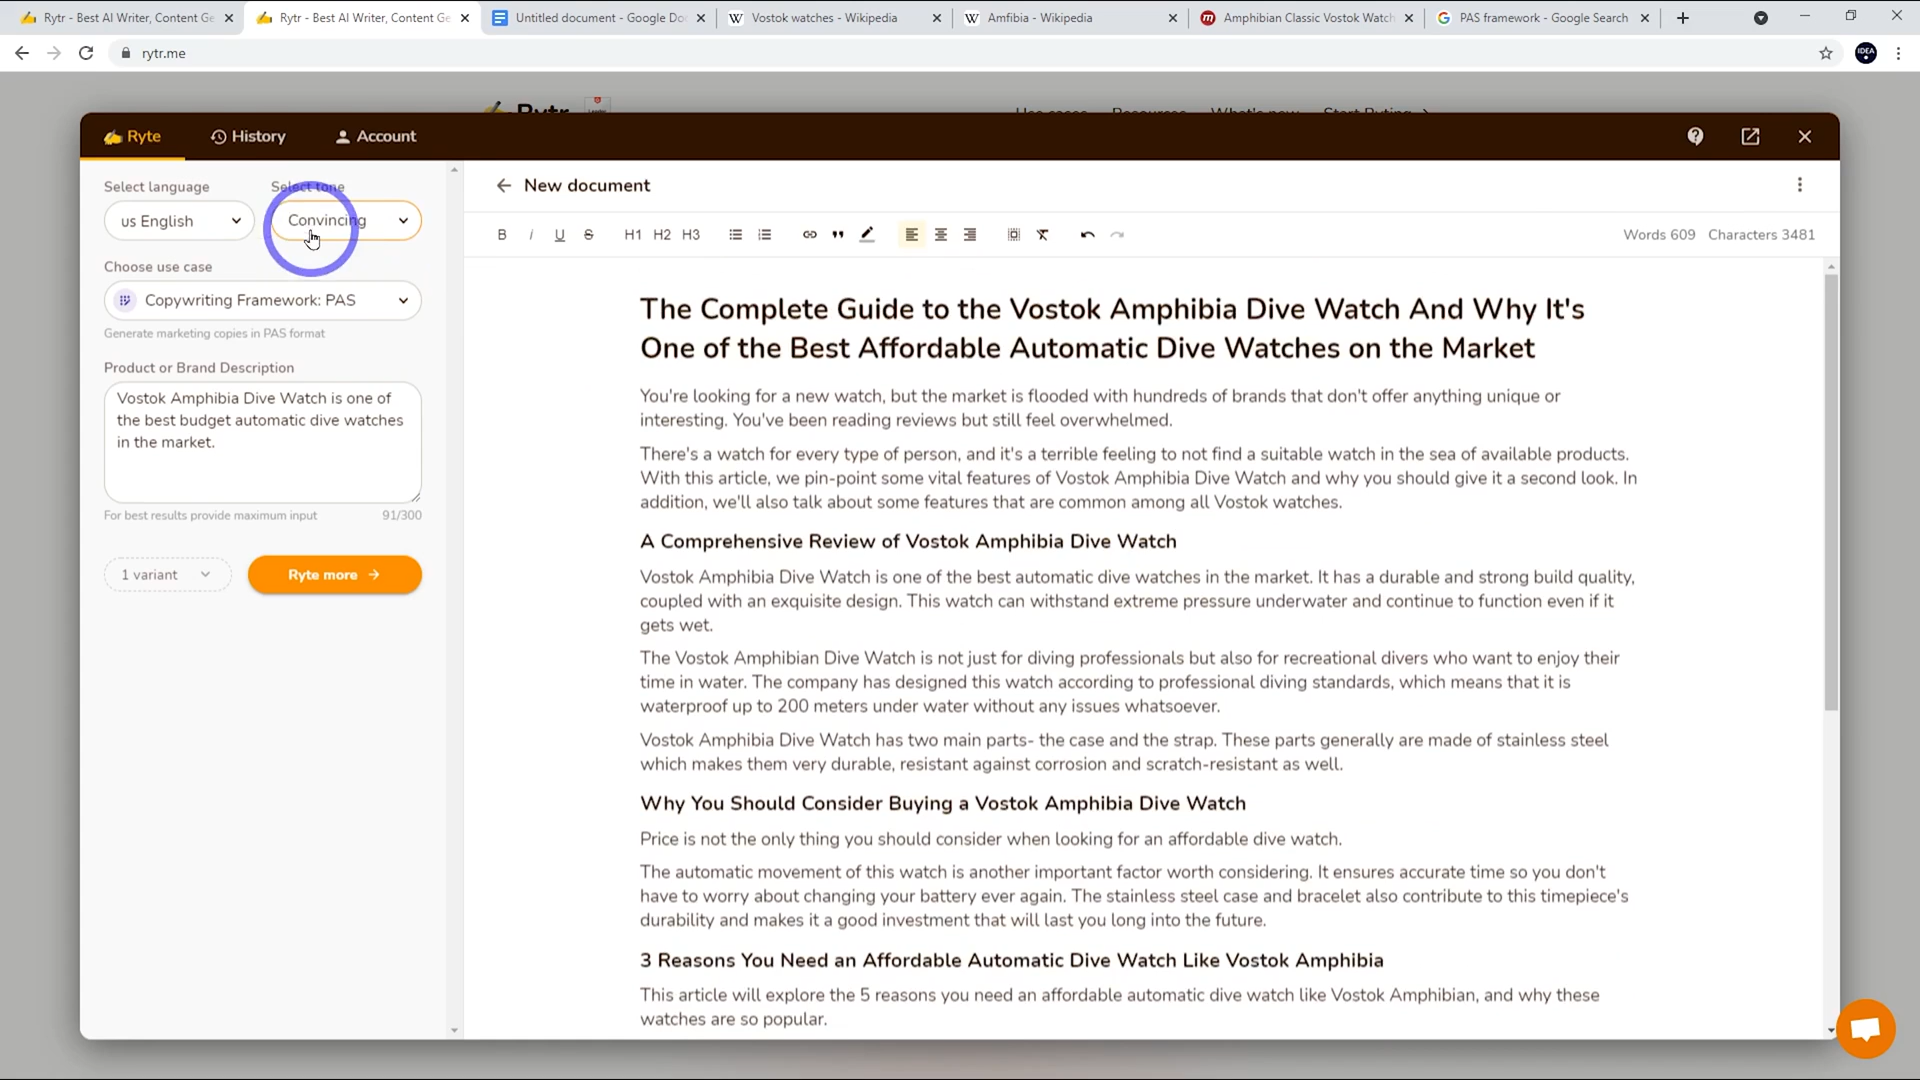 Rytr - Best AI Writer, Content Ge
Rytr - Best AI Writer, Content Ge
Untitled document - Google Doc
Vostok watches - Wikipedia
Amfibia - Wikipedia
Amphibian Classic Vostok Watch
PAS framework - Google Search
rytr.me
IDEA
Rytr
Use cases
Resources
What's new
Start Ryting
Ryte
History
Account
Select language
Select tone
us English
Convincing
Choose use case
Copywriting Framework: PAS
Generate marketing copies in PAS format
Product or Brand Description
Vostok Amphibia Dive Watch is one of
the best budget automatic dive watches
in the market.
For best results provide maximum input
91/300
1 variant
Ryte more
New document
B i U S H1 H2 H3
Words 609 Characters 3481
The Complete Guide to the Vostok Amphibia Dive Watch And Why It's
One of the Best Affordable Automatic Dive Watches on the Market
You're looking for a new watch, but the market is flooded with hundreds of brands that don't offer anything unique or
interesting. You've been reading reviews but still feel overwhelmed.
There's a watch for every type of person, and it's a terrible feeling to not find a suitable watch in the sea of available products.
With this article, we pin-point some vital features of Vostok Amphibia Dive Watch and why you should give it a second look. In
addition, we'll also talk about some features that are common among all Vostok watches.
A Comprehensive Review of Vostok Amphibia Dive Watch
Vostok Amphibia Dive Watch is one of the best automatic dive watches in the market. It has a durable and strong build quality,
coupled with an exquisite design. This watch can withstand extreme pressure underwater and continue to function even if it
gets wet.
The Vostok Amphibian Dive Watch is not just for diving professionals but also for recreational divers who want to enjoy their
time in water. The company has designed this watch according to professional diving standards, which means that it is
waterproof up to 200 meters under water without any issues whatsoever.
Vostok Amphibia Dive Watch has two main parts- the case and the strap. These parts generally are made of stainless steel
which makes them very durable, resistant against corrosion and scratch-resistant as well.
Why You Should Consider Buying a Vostok Amphibia Dive Watch
Price is not the only thing you should consider when looking for an affordable dive watch.
The automatic movement of this watch is another important factor worth considering. It ensures accurate time so you don't
have to worry about changing your battery ever again. The stainless steel case and bracelet also contribute to this timepiece's
durability and makes it a good investment that will last you long into the future.
3 Reasons You Need an Affordable Automatic Dive Watch Like Vostok Amphibia
This article will explore the 5 reasons you need an affordable automatic dive watch like Vostok Amphibian, and why these
watches are so popular.